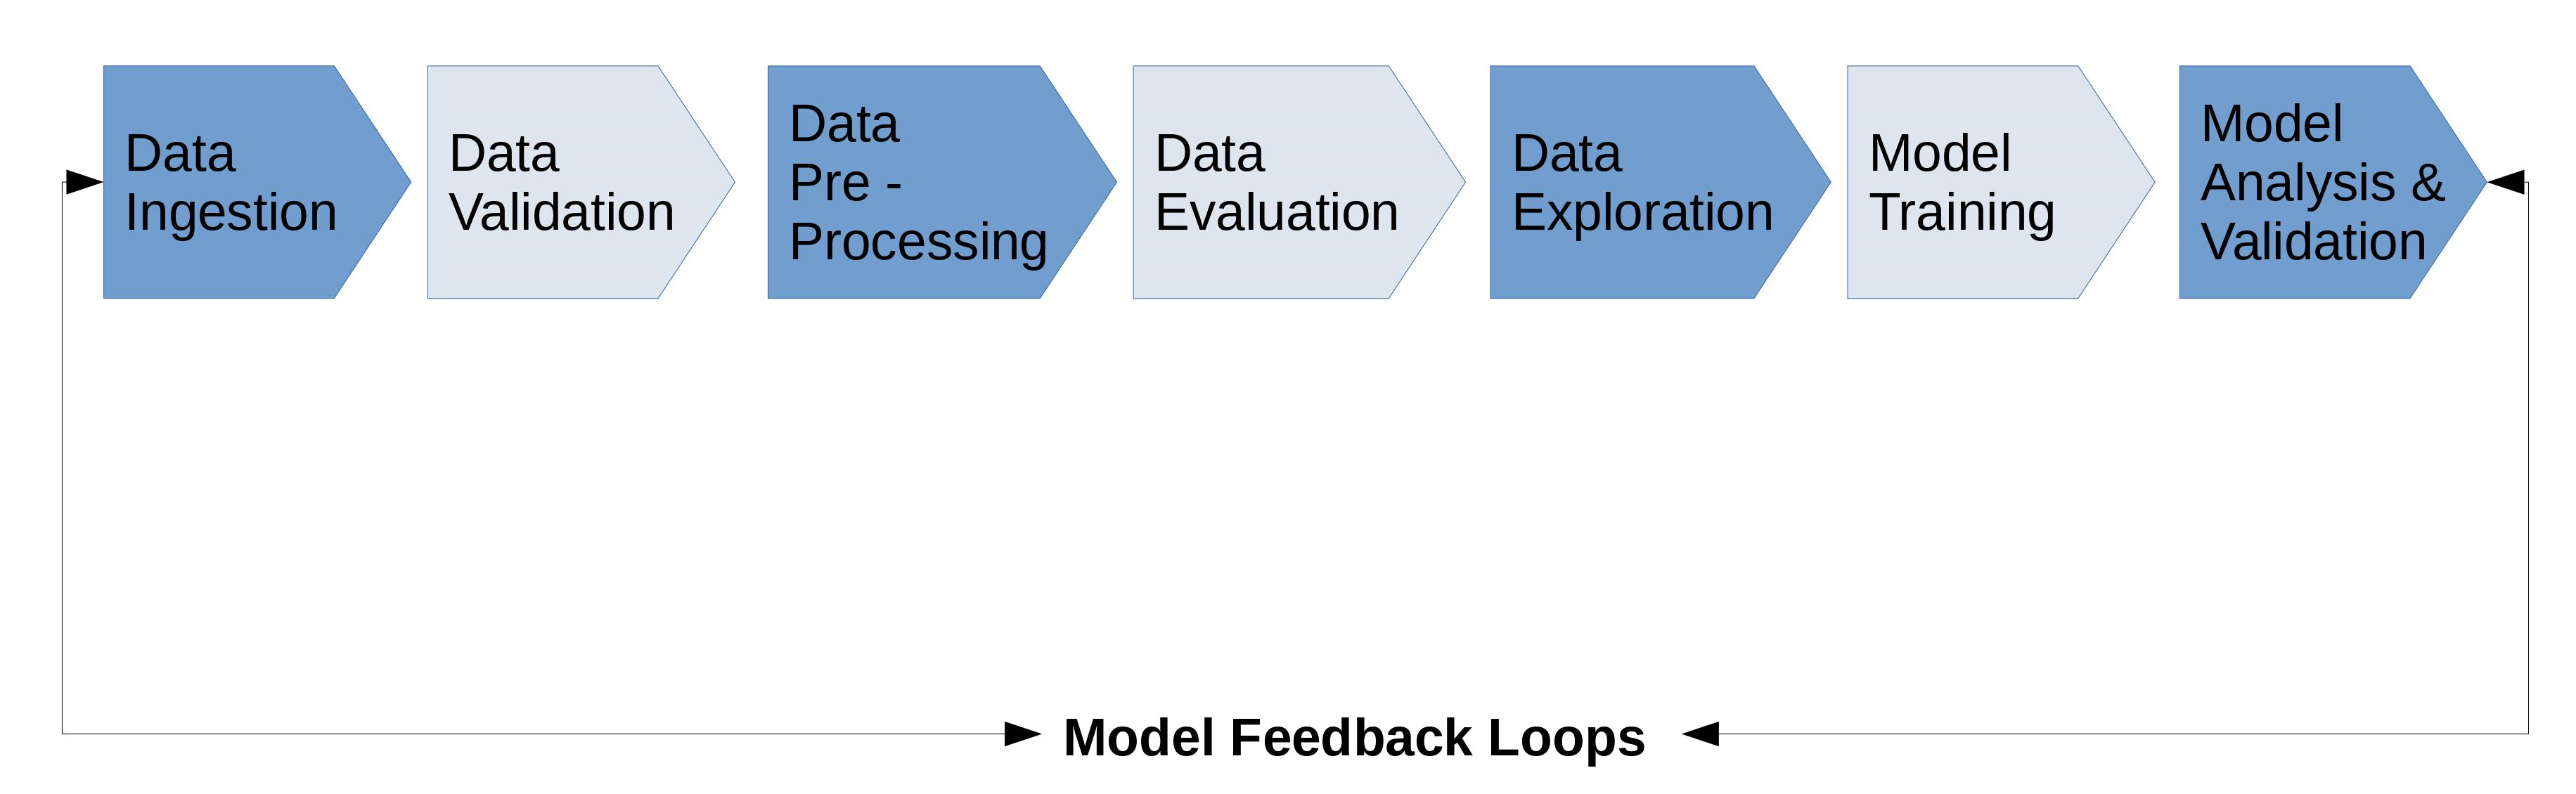 Data
Ingestion
Data
Validation
Data
Pre -
Processing
Data
Evaluation
Data
Exploration
Model
Training
Model
Analysis &
Validation
Model Feedback Loops